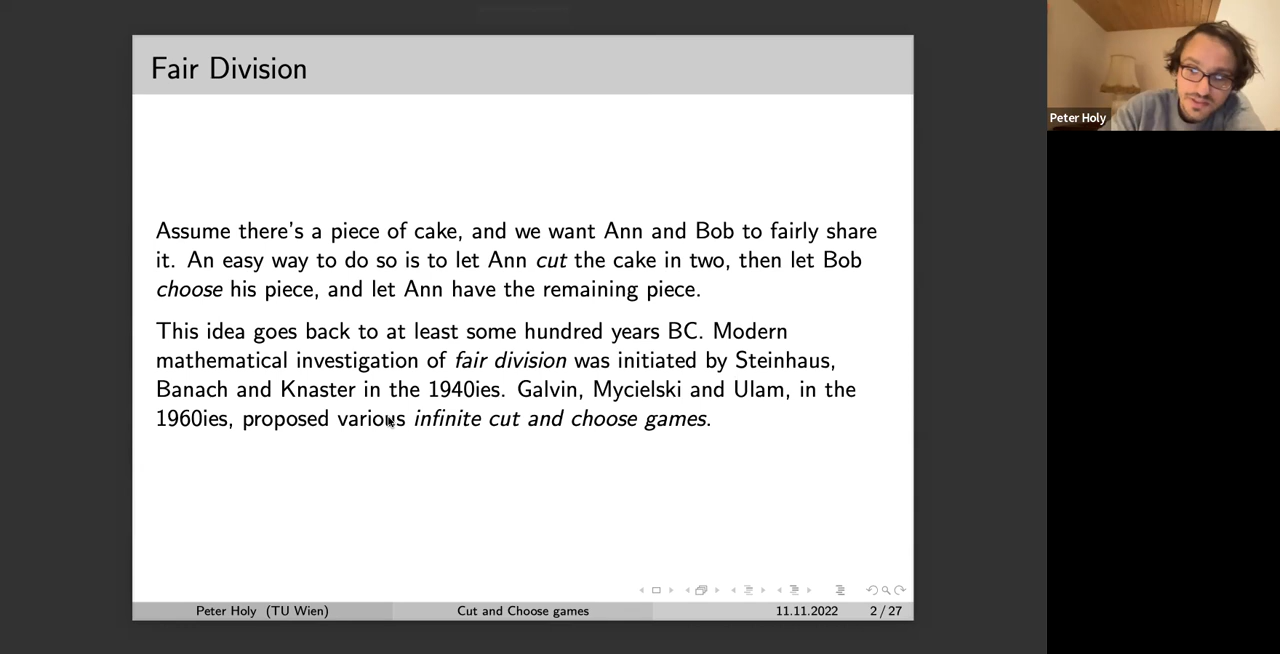 Fair Division
Assume there's a piece of cake, and we want Ann and Bob to fairly share
it. An easy way to do so is to let Ann cut the cake in two, then let Bob
choose his piece, and let Ann have the remaining piece.
This idea goes back to at least some hundred years BC. Modern
mathematical investigation of fair division was initiated by Steinhaus,
Banach and Knaster in the 1940ies. Galvin, Mycielski and Ulam, in the
1960ies, proposed various infinite cut and choose games.
Peter Holy (TU Wien)
Cut and Choose games
11.11.2022
2 / 27
Peter Holy